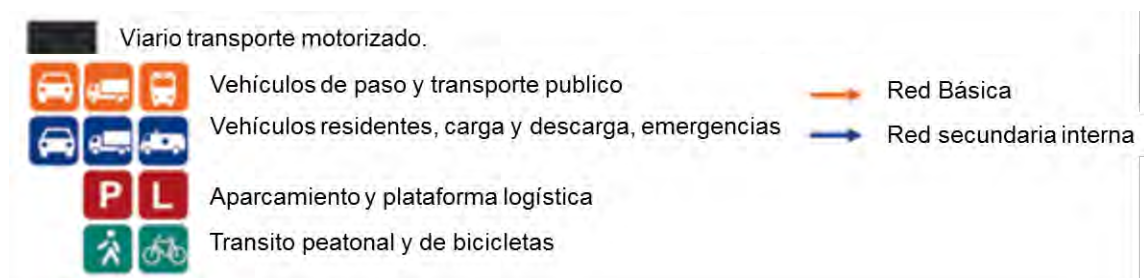 Viario transporte motorizado.
Vehículos de paso y transporte publico
Red Básica
Vehículos residentes, carga y descarga, emergencias
Red secundaria interna
P L
Aparcamiento y plataforma logística
Transito peatonal y de bicicletas